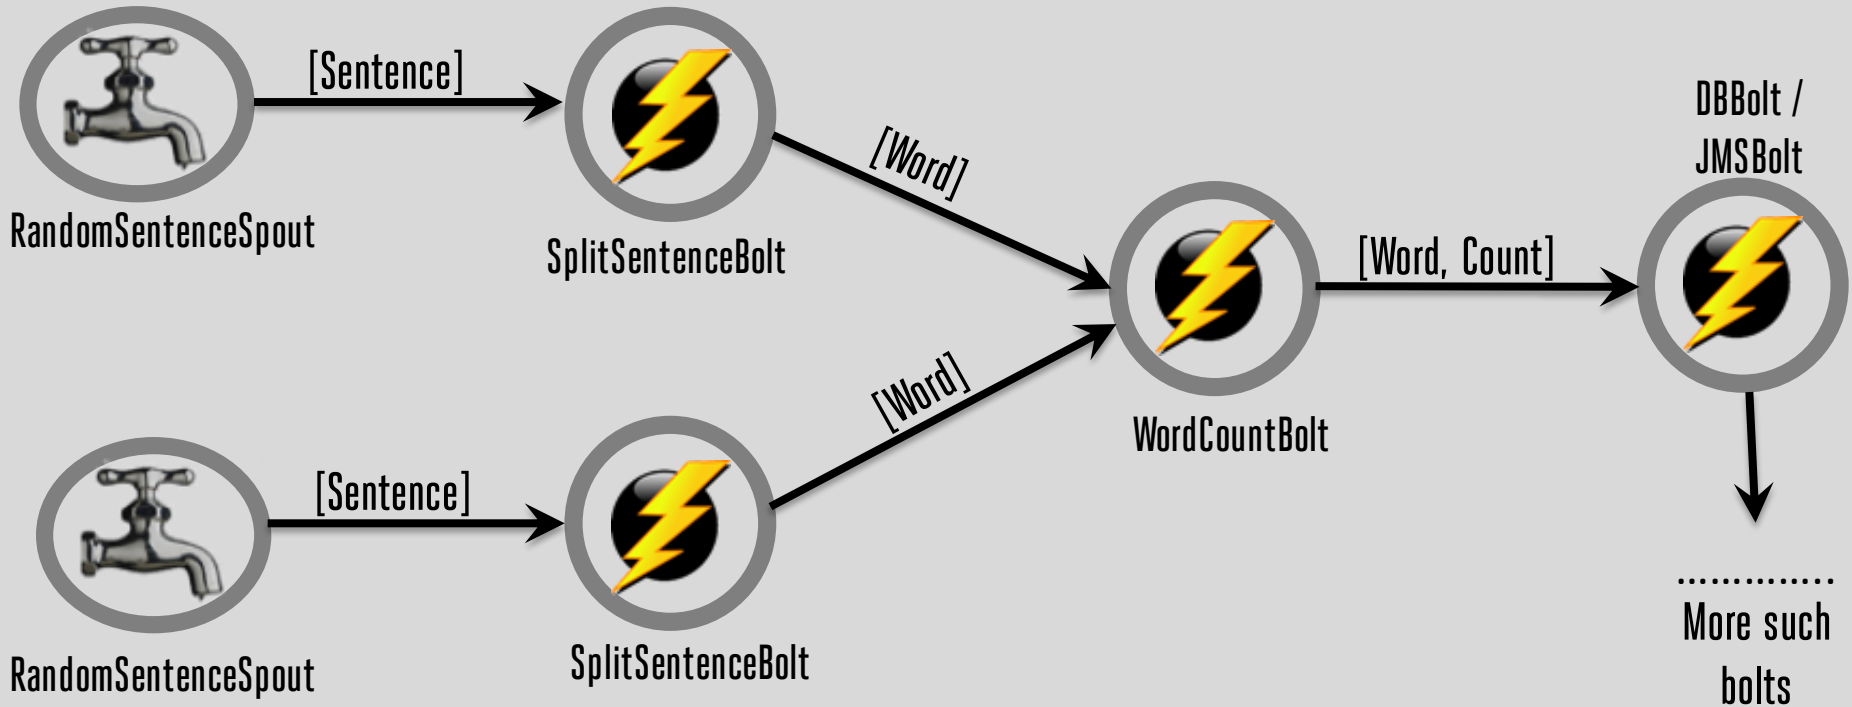 [Sentence]
RandomSentenceSpout
SplitSentenceBolt
[Word]
DBBolt /
JMSBolt
[Word, Count]
WordCountBolt
[Sentence]
RandomSentenceSpout
SplitSentenceBolt
[Word]
..............
More such
bolts